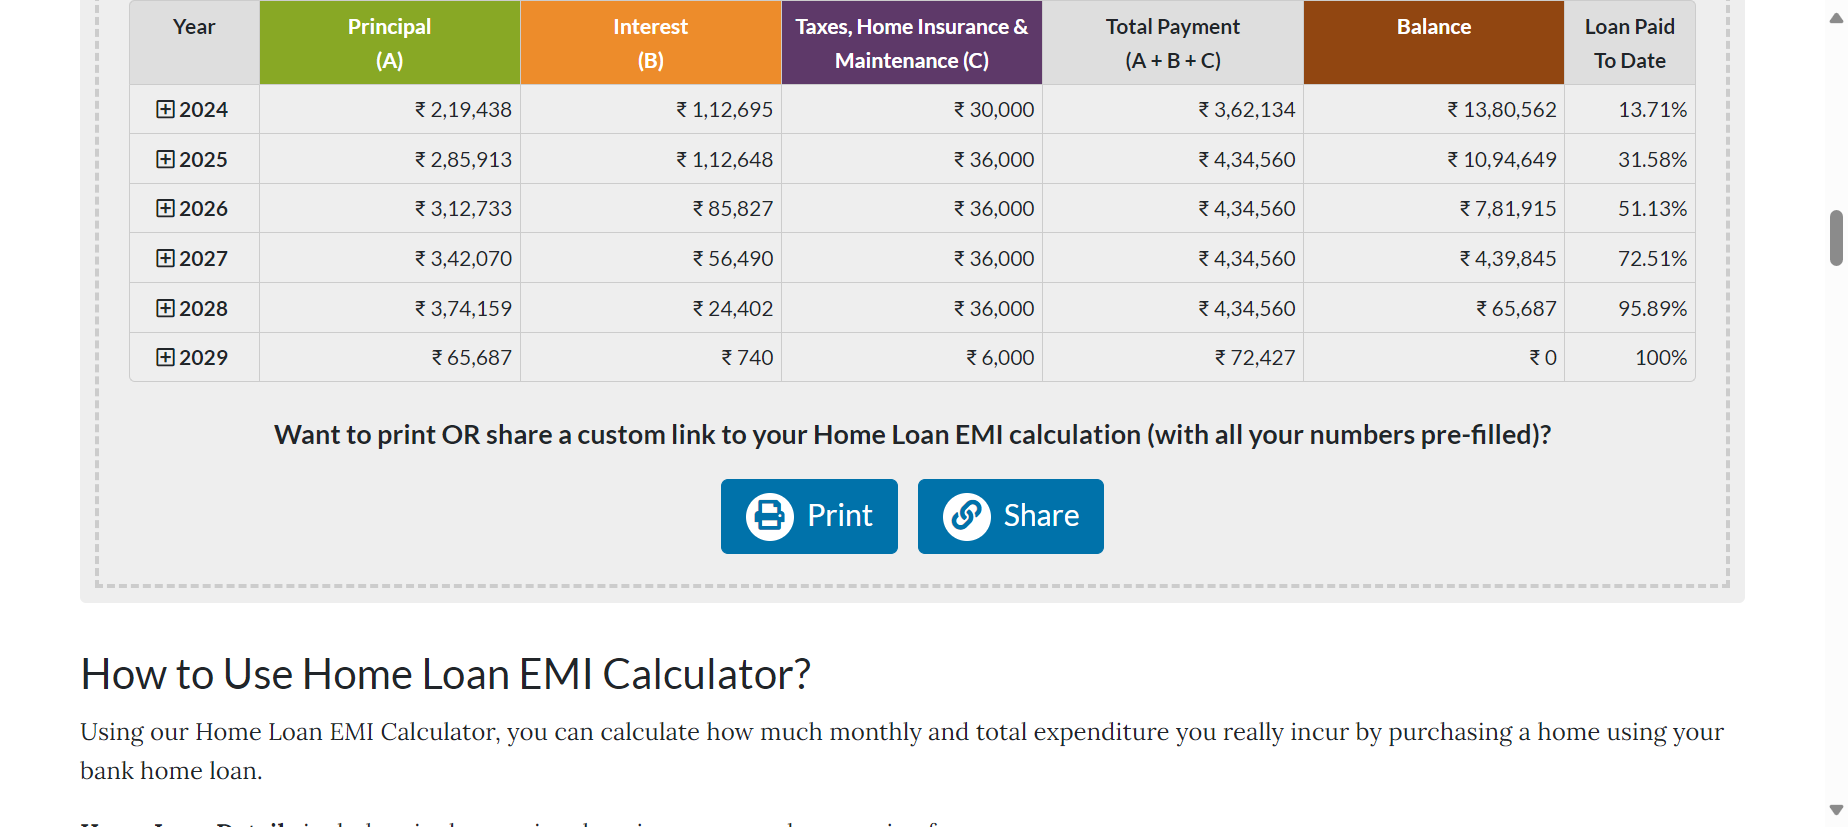 Year Principal Interest Taxes, Home Insurance & Total Payment Balance Loan Paid
(A) (B) Maintenance (C) (A + B + C) To Date
2024 ₹ 2,19,438 ₹ 1,12,695 ₹ 30,000 ₹ 3,62,134 ₹ 13,80,562 13.71%
2025 ₹ 2,85,913 ₹ 1,12,648 ₹ 36,000 ₹ 4,34,560 ₹ 10,94,649 31.58%
2026 ₹ 3,12,733 ₹ 85,827 ₹ 36,000 ₹ 4,34,560 ₹ 7,81,915 51.13%
2027 ₹ 3,42,070 ₹ 56,490 ₹ 36,000 ₹ 4,34,560 ₹ 4,39,845 72.51%
2028 ₹ 3,74,159 ₹ 24,402 ₹ 36,000 ₹ 4,34,560 ₹ 65,687 95.89%
2029 ₹ 65,687 ₹ 740 ₹ 6,000 ₹ 72,427 ₹ 0 100%
Want to print OR share a custom link to your Home Loan EMI calculation (with all your numbers pre-filled)?
Print Share
How to Use Home Loan EMI Calculator?
Using our Home Loan EMI Calculator, you can calculate how much monthly and total expenditure you really incur by purchasing a home using your
bank home loan.